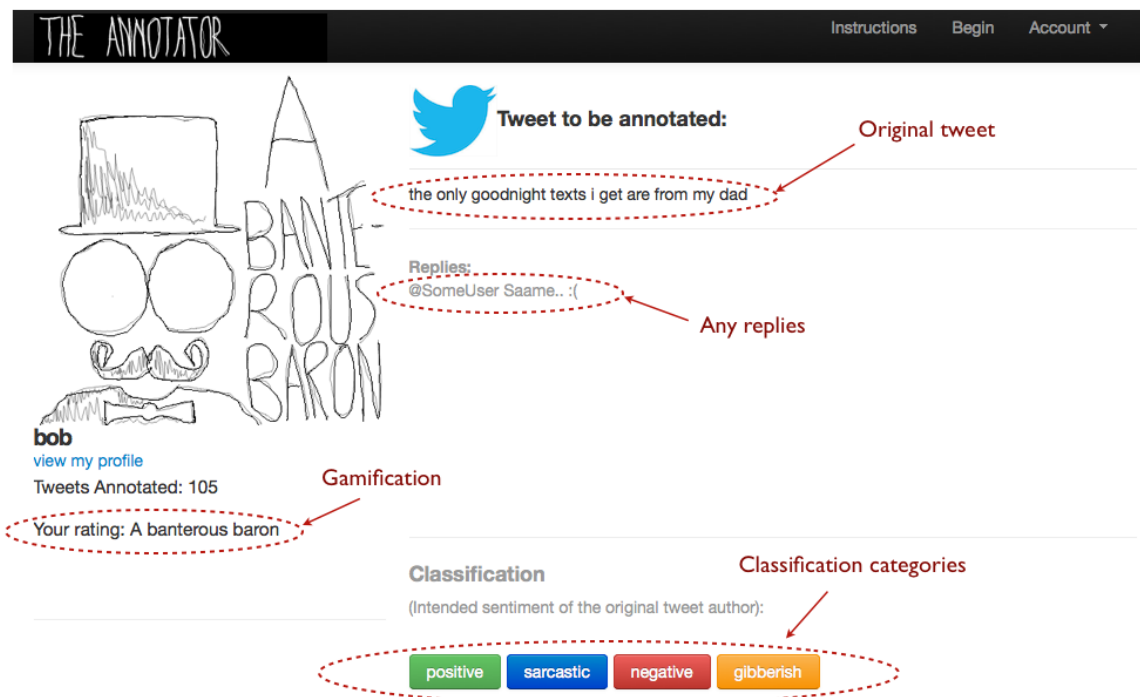 THE ANNOTATOR
Instructions Begin Account
Tweet to be annotated:
Original tweet
the only goodnight texts i get are from my dad
BANTE-
ROUS
BARON
Replies:
@SomeUser Saame.. :(
Any replies
bob
view my profile
Tweets Annotated: 105
Gamification
Your rating: A banterous baron
Classification
Classification categories
(Intended sentiment of the original tweet author):
positive sarcastic negative gibberish